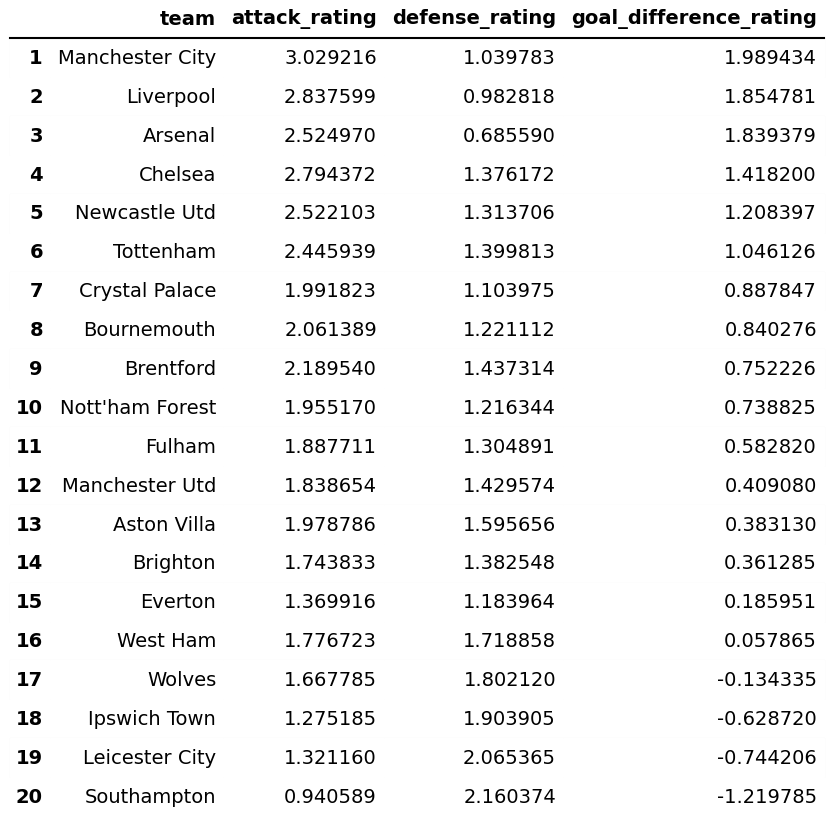 team attack_rating defense_rating goal_difference_rating
1 Manchester City 3.029216 1.039783 1.989434
2 Liverpool 2.837599 0.982818 1.854781
3 Arsenal 2.524970 0.685590 1.839379
4 Chelsea 2.794372 1.376172 1.418200
5 Newcastle Utd 2.522103 1.313706 1.208397
6 Tottenham 2.445939 1.399813 1.046126
7 Crystal Palace 1.991823 1.103975 0.887847
8 Bournemouth 2.061389 1.221112 0.840276
9 Brentford 2.189540 1.437314 0.752226
10 Nott'ham Forest 1.955170 1.216344 0.738825
11 Fulham 1.887711 1.304891 0.582820
12 Manchester Utd 1.838654 1.429574 0.409080
13 Aston Villa 1.978786 1.595656 0.383130
14 Brighton 1.743833 1.382548 0.361285
15 Everton 1.369916 1.183964 0.185951
16 West Ham 1.776723 1.718858 0.057865
17 Wolves 1.667785 1.802120 -0.134335
18 Ipswich Town 1.275185 1.903905 -0.628720
19 Leicester City 1.321160 2.065365 -0.744206
20 Southampton 0.940589 2.160374 -1.219785